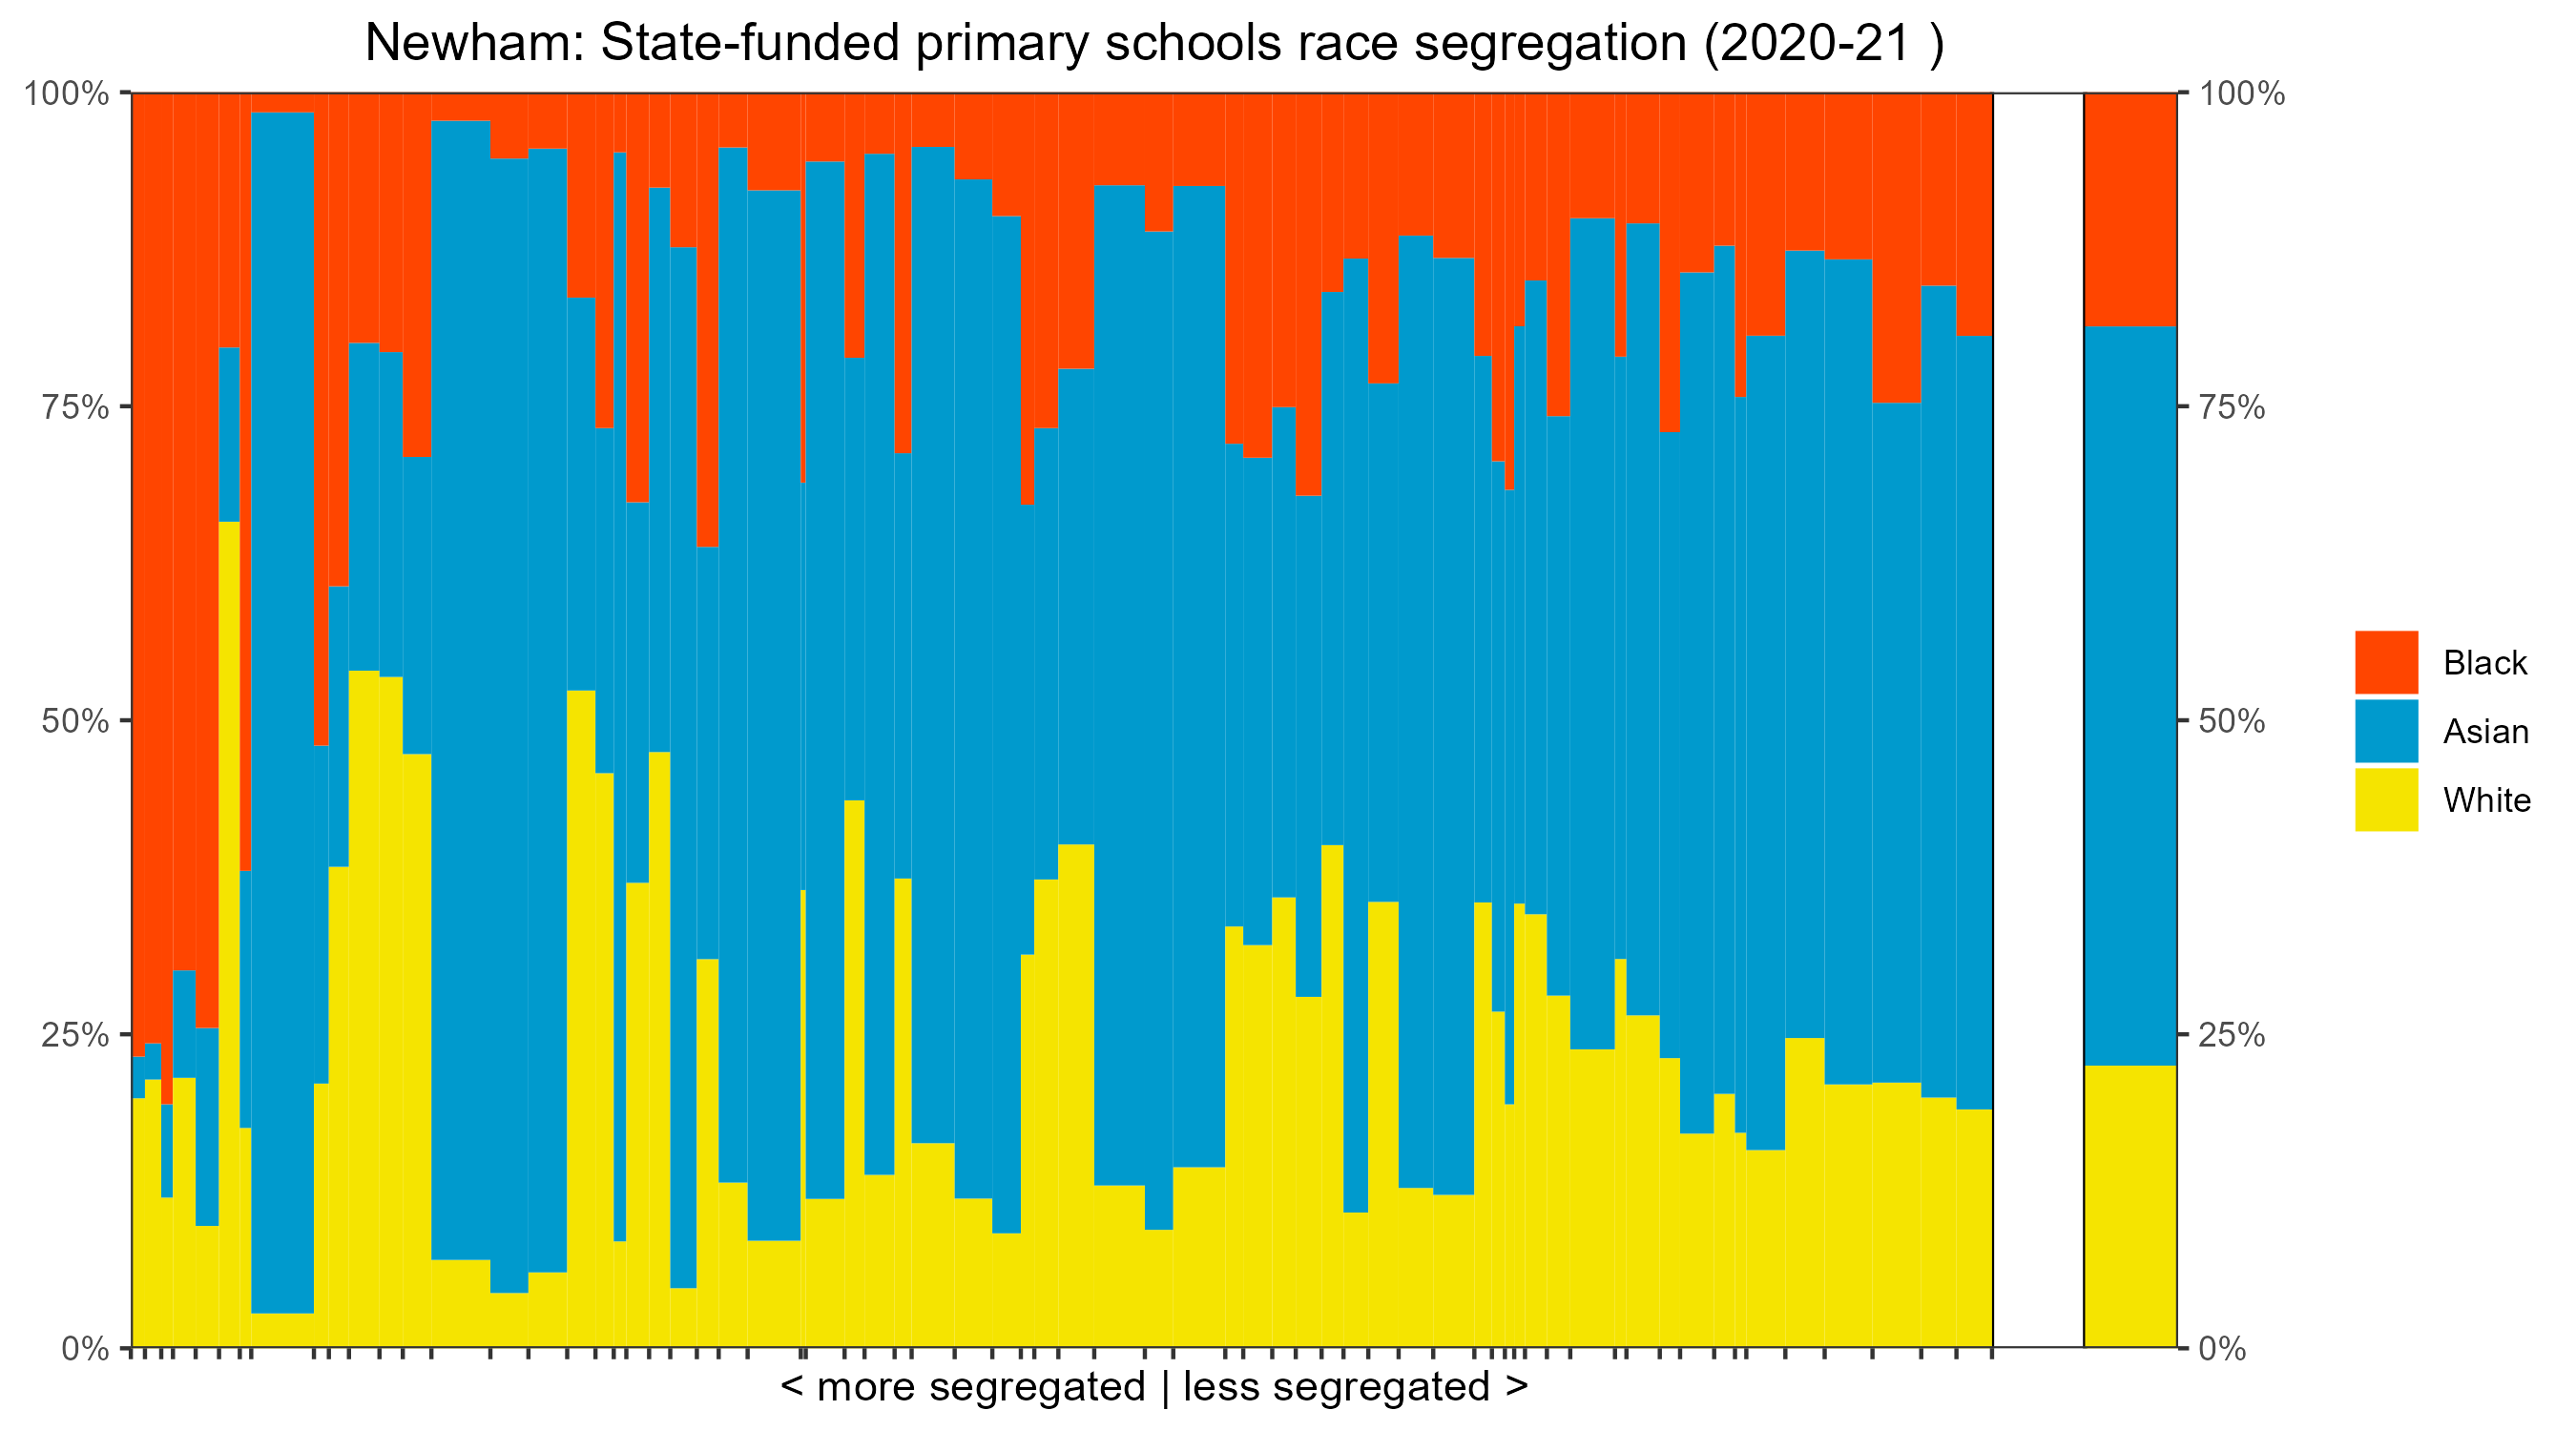 Newham: State-funded primary schools race segregation (2020-21 )
100%
75%
50%
25%
0%
100%
75%
50%
25%
0%
Black
Asian
White
< more segregated | less segregated >